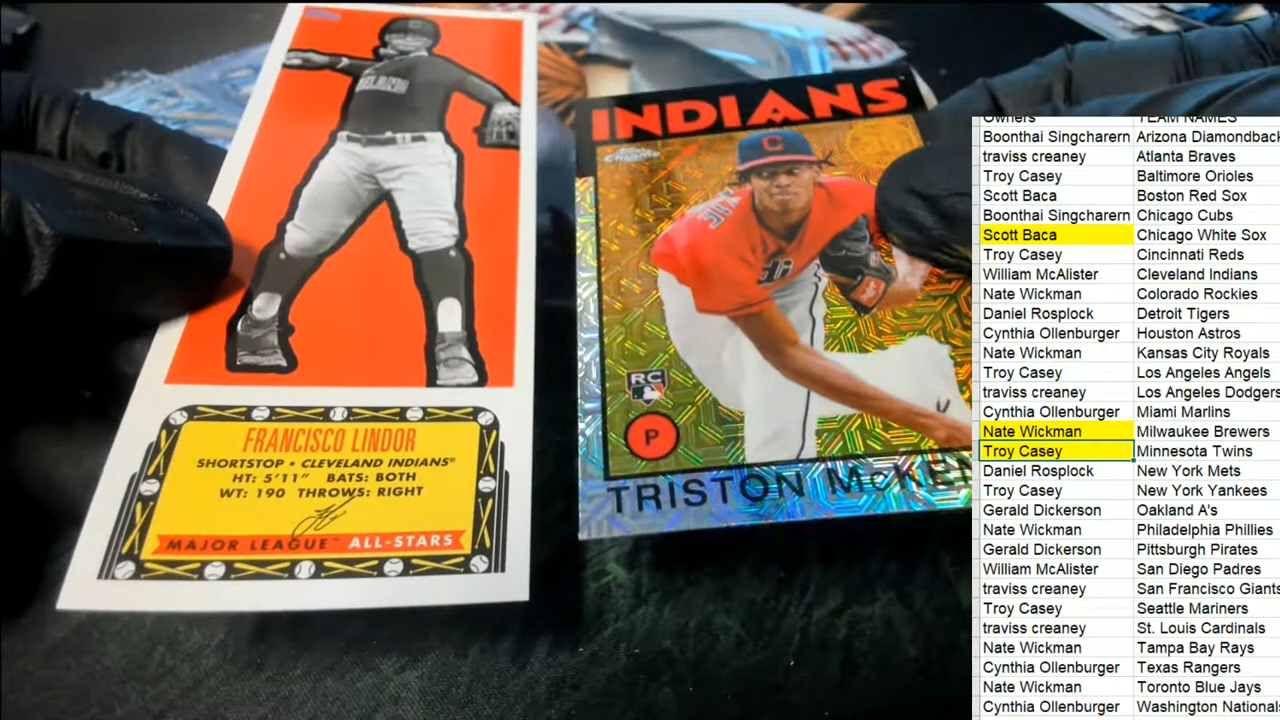 FRANCISCO LINDOR
SHORTSTOP • CLEVELAND INDIANS®
HT: 5'11" BATS: BOTH
WT: 190 THROWS: RIGHT
MAJOR LEAGUE™ ALL-STARS
INDIANS
Chrome
RC
P
TRISTON McKEN
Owners TEAM NAMES
Boonthai Singcharern Arizona Diamondback
traviss creaney Atlanta Braves
Troy Casey Baltimore Orioles
Scott Baca Boston Red Sox
Boonthai Singcharern Chicago Cubs
Scott Baca Chicago White Sox
Troy Casey Cincinnati Reds
William McAlister Cleveland Indians
Nate Wickman Colorado Rockies
Daniel Rosplock Detroit Tigers
Cynthia Ollenburger Houston Astros
Nate Wickman Kansas City Royals
Troy Casey Los Angeles Angels
traviss creaney Los Angeles Dodgers
Cynthia Ollenburger Miami Marlins
Nate Wickman Milwaukee Brewers
Troy Casey Minnesota Twins
Daniel Rosplock New York Mets
Troy Casey New York Yankees
Gerald Dickerson Oakland A's
Nate Wickman Philadelphia Phillies
Gerald Dickerson Pittsburgh Pirates
William McAlister San Diego Padres
traviss creaney San Francisco Giants
Troy Casey Seattle Mariners
traviss creaney St. Louis Cardinals
Nate Wickman Tampa Bay Rays
Cynthia Ollenburger Texas Rangers
Nate Wickman Toronto Blue Jays
Cynthia Ollenburger Washington National